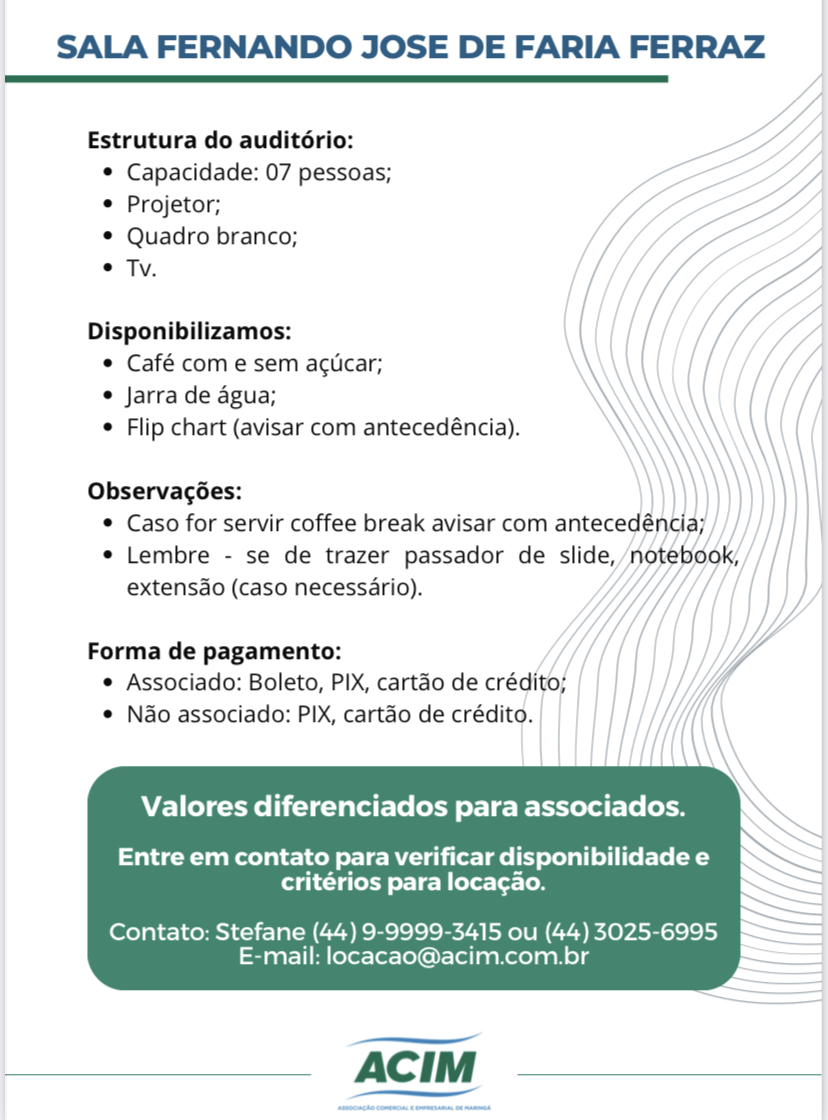 SALA FERNANDO JOSE DE FARIA FERRAZ
Estrutura do auditório:
• Capacidade: 07 pessoas;
• Projetor;
• Quadro branco;
• Tv.
Disponibilizamos:
• Café com e sem açúcar;
• Jarra de água;
• Flip chart (avisar com antecedência).
Observações:
• Caso for servir coffee break avisar com antecedência;
• Lembre - se de trazer passador de slide, notebook,
extensão (caso necessário).
Forma de pagamento:
• Associado: Boleto, PIX, cartão de crédito;
• Não associado: PIX, cartão de crédito.
Valores diferenciados para associados.
Entre em contato para verificar disponibilidade e
critérios para locação.
Contato: Stefane (44) 9-9999-3415 ou (44) 3025-6995
E-mail: locacao@acim.com.br
ACIM
ASSOCIAÇÃO COMERCIAL E EMPRESARIAL DE MARINGÁ